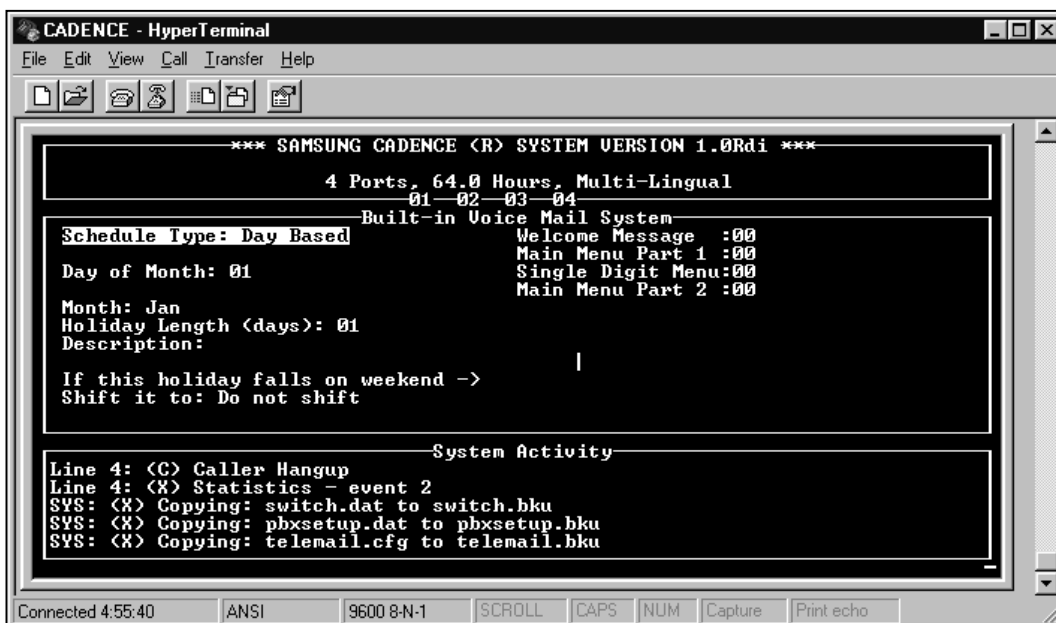 CADENCE - HyperTerminal
File Edit View Call Transfer Help
*** SAMSUNG CADENCE (R) SYSTEM VERSION 1.0Rdi ***
4 Ports, 64.0 Hours, Multi-Lingual
01 02 03 04
Built-in Voice Mail System
Schedule Type: Day Based Welcome Message :00
Main Menu Part 1 :00
Day of Month: 01 Single Digit Menu:00
Main Menu Part 2 :00
Month: Jan
Holiday Length (days): 01
Description:
If this holiday falls on weekend ->
Shift it to: Do not shift
System Activity
Line 4: (C) Caller Hangup
Line 4: (X) Statistics - event 2
SYS: (X) Copying: switch.dat to switch.bku
SYS: (X) Copying: pbxsetup.dat to pbxsetup.bku
SYS: (X) Copying: telemail.cfg to telemail.bku
Connected 4:55:40 ANSI 9600 8-N-1 SCROLL CAPS NUM Capture Print echo